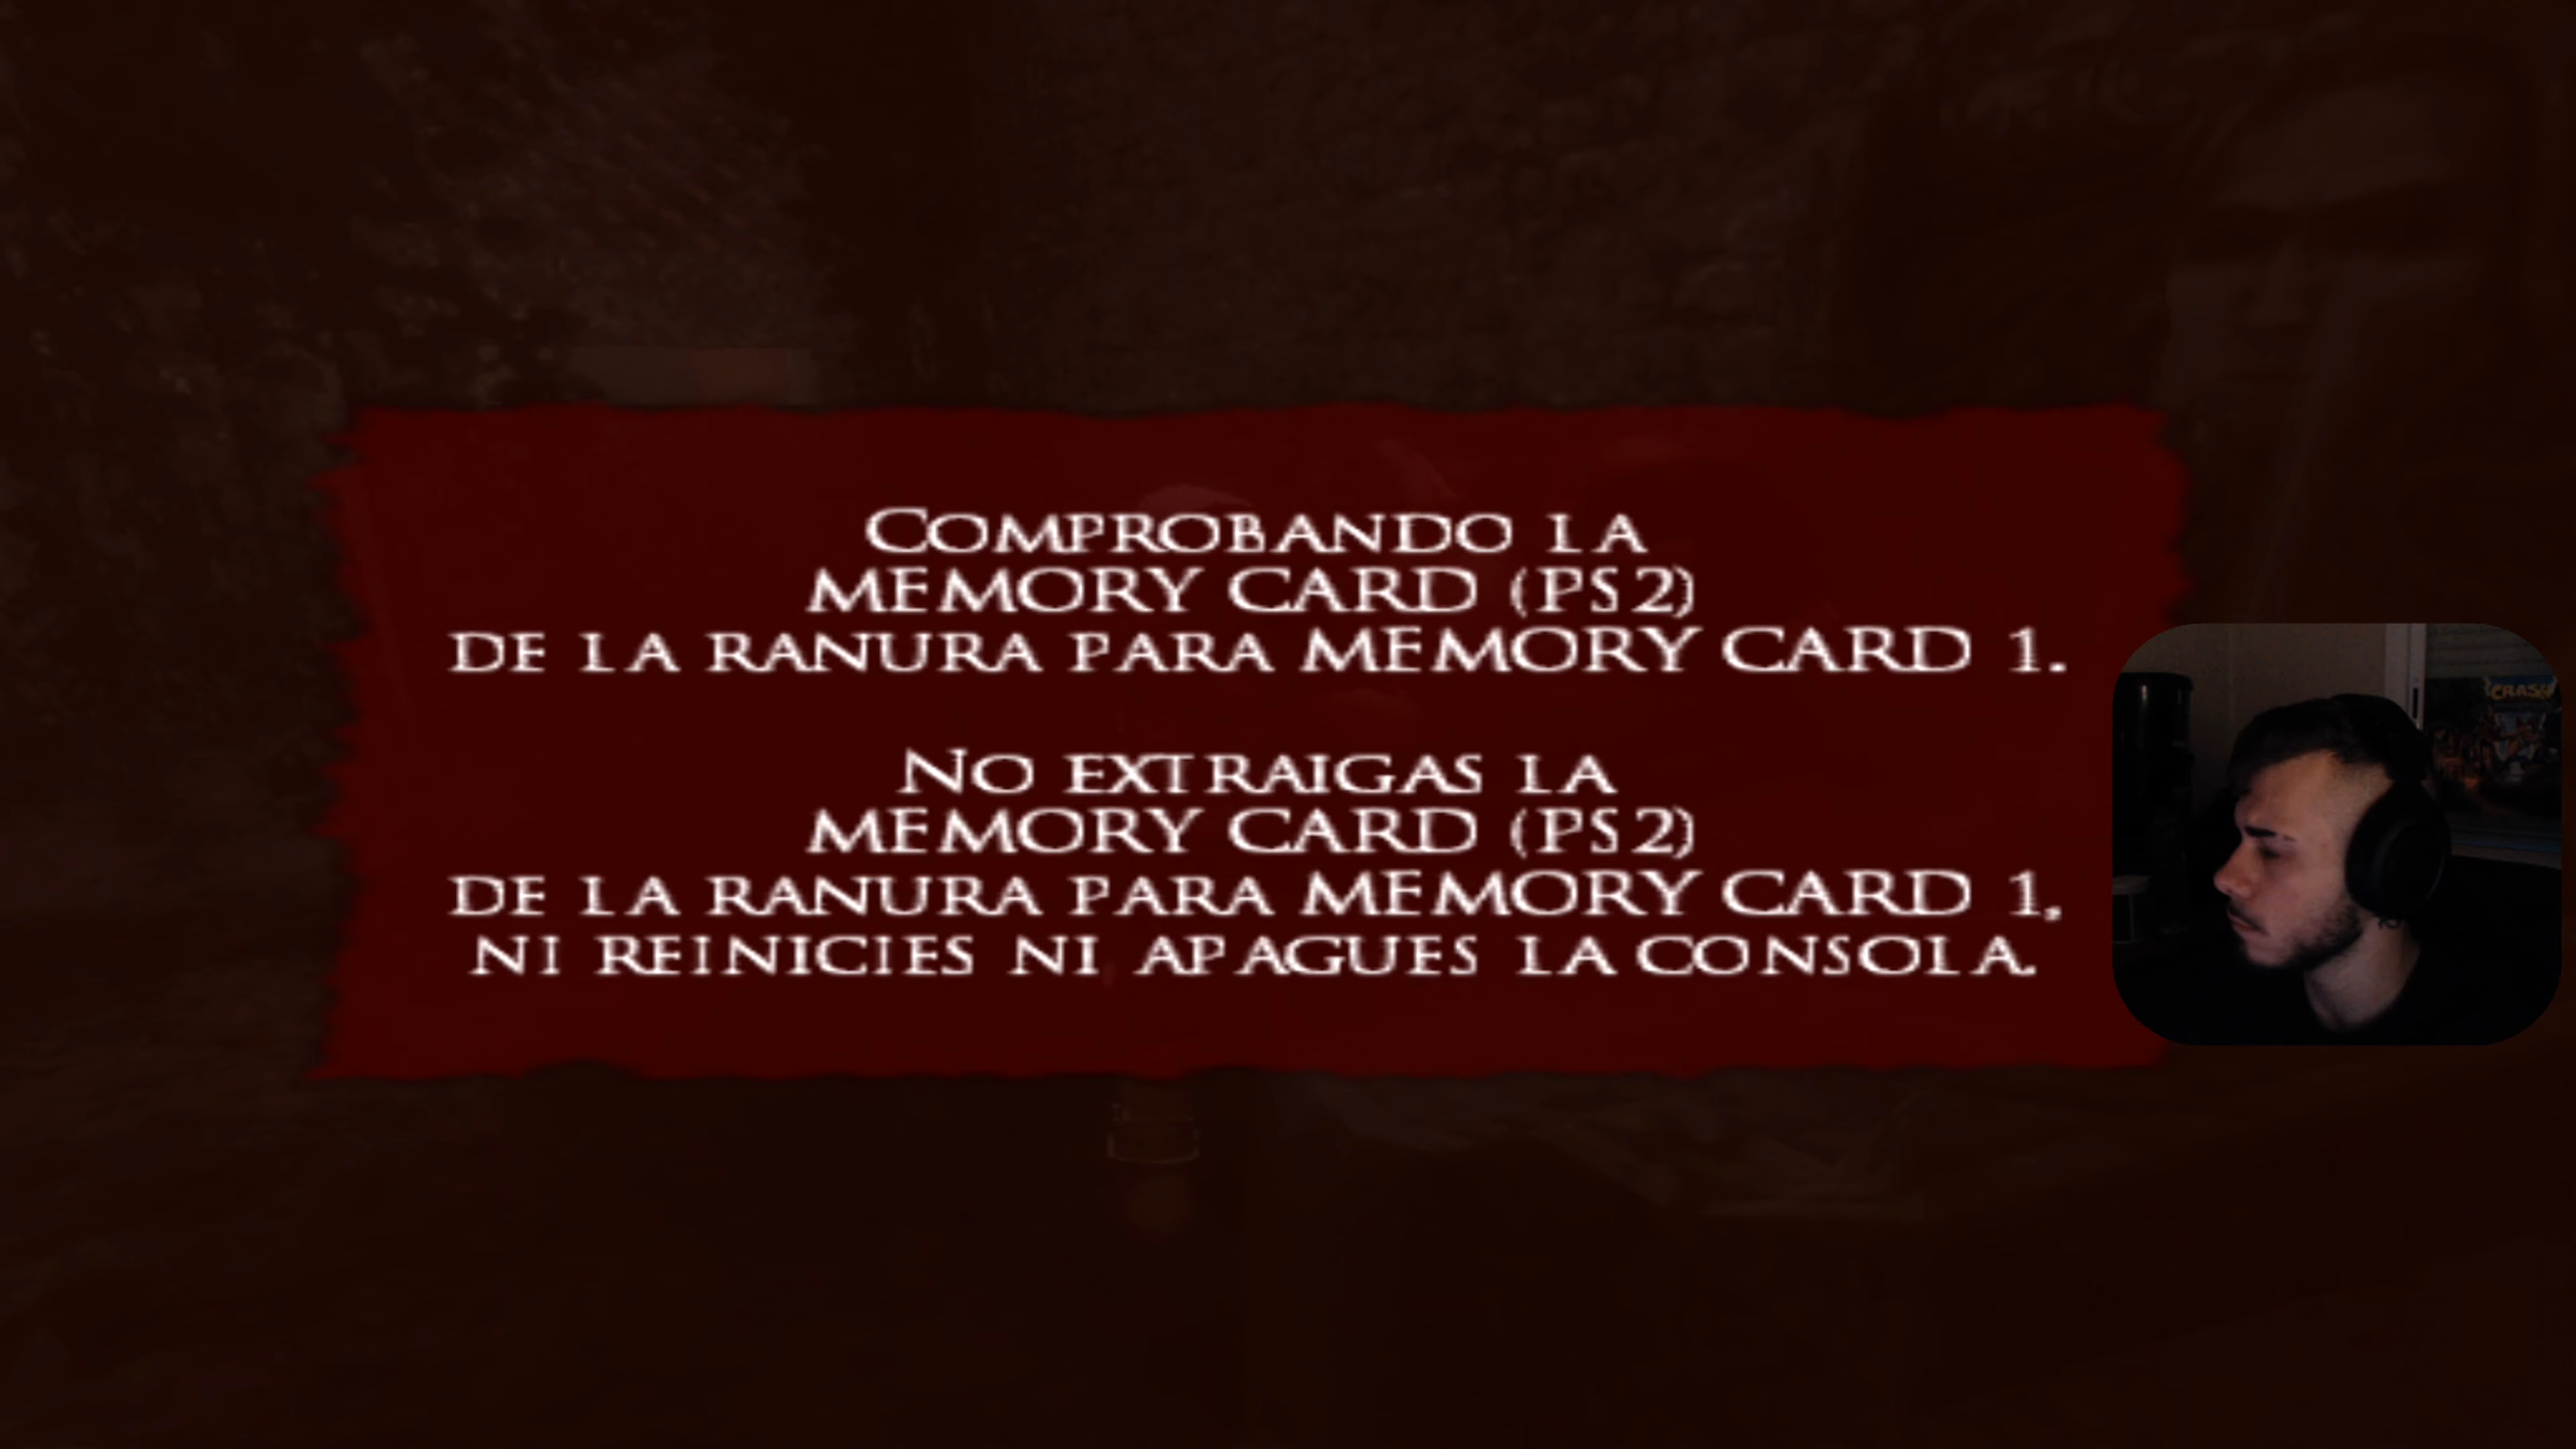 Comprobando la
MEMORY CARD (PS2)
de la ranura para MEMORY CARD 1.
No extraigas la
MEMORY CARD (PS2)
de la ranura para MEMORY CARD 1,
ni reinicies ni apagues la consola.
CRASH